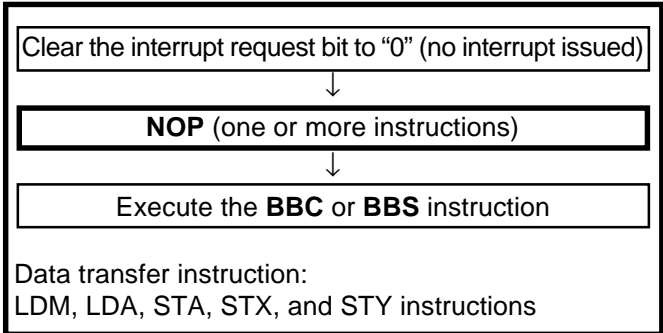 Clear the interrupt request bit to “0” (no interrupt issued)
↓
NOP (one or more instructions)
↓
Execute the BBC or BBS instruction
Data transfer instruction:
LDM, LDA, STA, STX, and STY instructions